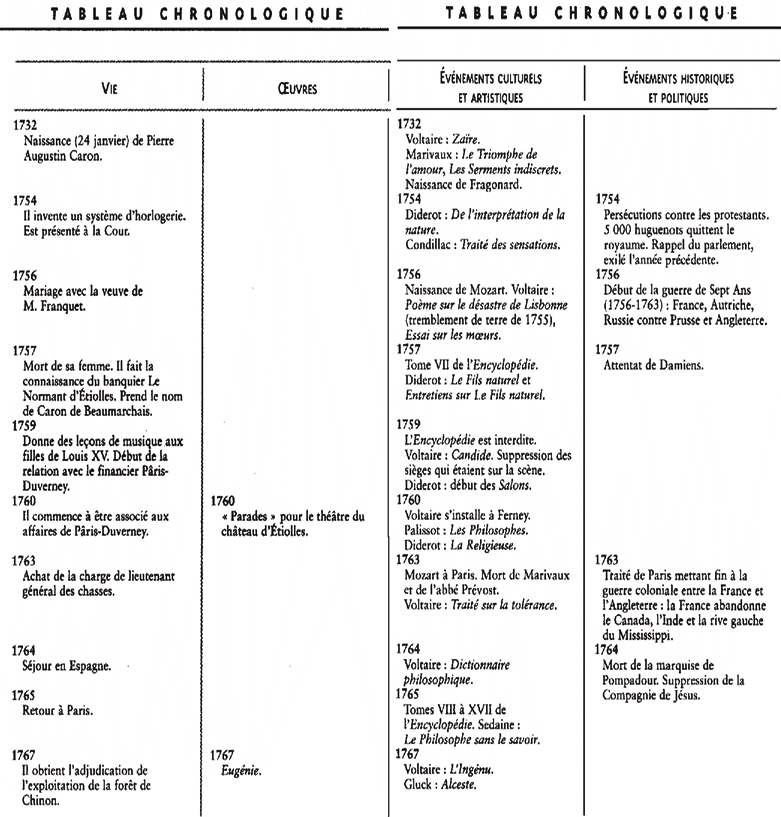 TABLEAU CHRONOLOGIQUE
VIE
ŒUVRES
1732
Naissance (24 janvier) de Pierre
Augustin Caron.
1754
Il invente un système d'horlogerie.
Est présenté à la Cour.
1756
Mariage avec la veuve de
M. Franquet.
1757
Mort de sa femme. Il fait la
connaissance du banquier Le
Normant d'Étiolles. Prend le nom
de Caron de Beaumarchais.
1759
Donne des leçons de musique aux
filles de Louis XV. Début de la
relation avec le financier Pâris-
Duverney.
1760
Il commence à être associé aux
affaires de Pâris-Duverney.
1760
« Parades » pour le théâtre du
château d'Étiolles.
1763
Achat de la charge de lieutenant
général des chasses.
1764
Séjour en Espagne.
1765
Retour à Paris.
1767
Il obtient l'adjudication de
l'exploitation de la forêt de
Chinon.
1767
Eugénie.
TABLEAU CHRONOLOGIQUE
ÉVÉNEMENTS CULTURELS
ET ARTISTIQUES
ÉVÉNEMENTS HISTORIQUES
ET POLITIQUES
1732
Voltaire : Zaïre.
Marivaux : Le Triomphe de
l'amour, Les Serments indiscrets.
Naissance de Fragonard.
1754
Diderot : De l'interprétation de la
nature.
Condillac : Traité des sensations.
1754
Persécutions contre les protestants.
5 000 huguenots quittent le
royaume. Rappel du parlement,
exilé l'année précédente.
1756
Naissance de Mozart. Voltaire :
Poème sur le désastre de Lisbonne
(tremblement de terre de 1755),
Essai sur les mœurs.
1756
Début de la guerre de Sept Ans
(1756-1763) : France, Autriche,
Russie contre Prusse et Angleterre.
1757
Tome VII de l'Encyclopédie.
Diderot : Le Fils naturel et
Entretiens sur Le Fils naturel.
1757
Attentat de Damiens.
1759
L'Encyclopédie est interdite.
Voltaire : Candide. Suppression des
sièges qui étaient sur la scène.
Diderot : début des Salons.
1760
Voltaire s'installe à Ferney.
Palissot : Les Philosophes.
Diderot : La Religieuse.
1763
Mozart à Paris. Mort de Marivaux
et de l'abbé Prévost.
Voltaire : Traité sur la tolérance.
1763
Traité de Paris mettant fin à la
guerre coloniale entre la France et
l'Angleterre : la France abandonne
le Canada, l'Inde et la rive gauche
du Mississippi.
1764
Voltaire : Dictionnaire
philosophique.
1764
Mort de la marquise de
Pompadour. Suppression de la
Compagnie de Jésus.
1765
Tomes VIII à XVII de
l'Encyclopédie. Sedaine :
Le Philosophe sans le savoir.
1767
Voltaire : L'Ingénu.
Gluck : Alceste.